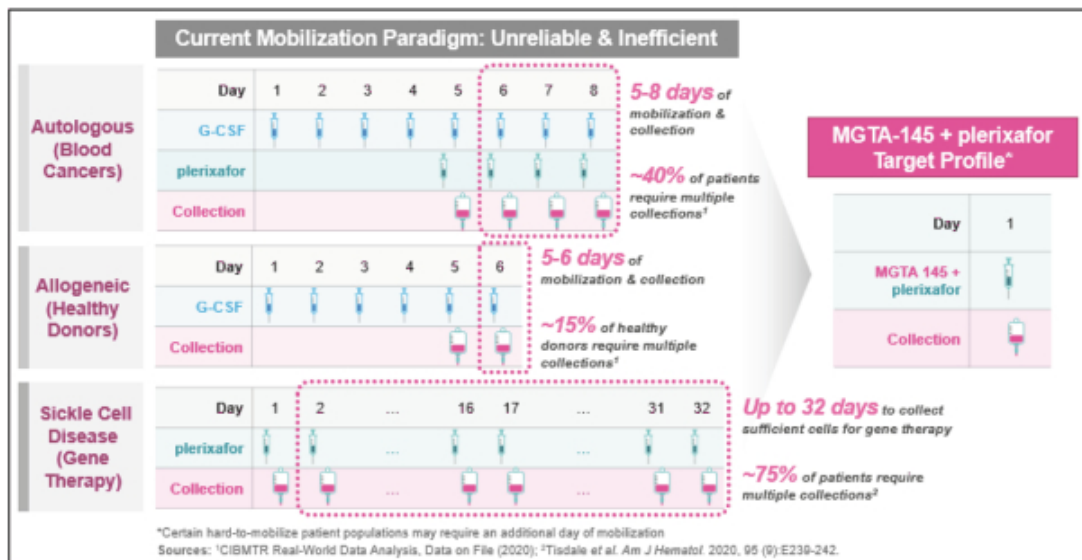 Current Mobilization Paradigm: Unreliable & Inefficient
Autologous
(Blood
Cancers)
Day 1 2 3 4 5 6 7 8
G-CSF
plerixafor
Collection
5-8 days of
mobilization &
collection
~40% of patients
require multiple
collections¹
Allogeneic
(Healthy
Donors)
Day 1 2 3 4 5 6
G-CSF
Collection
5-6 days of
mobilization & collection
~15% of healthy
donors require multiple
collections¹
Sickle Cell
Disease
(Gene
Therapy)
Day 1 2 ... 16 17 ... 31 32
plerixafor ... ...
Collection ... ...
Up to 32 days to collect
sufficient cells for gene therapy
~75% of patients require
multiple collections²
MGTA-145 + plerixafor
Target Profile*
Day 1
MGTA 145 +
plerixafor
Collection
*Certain hard-to-mobilize patient populations may require an additional day of mobilization
Sources: ¹CIBMTR Real-World Data Analysis, Data on File (2020); ²Tisdale et al. Am J Hematol. 2020, 95 (9):E239-242.